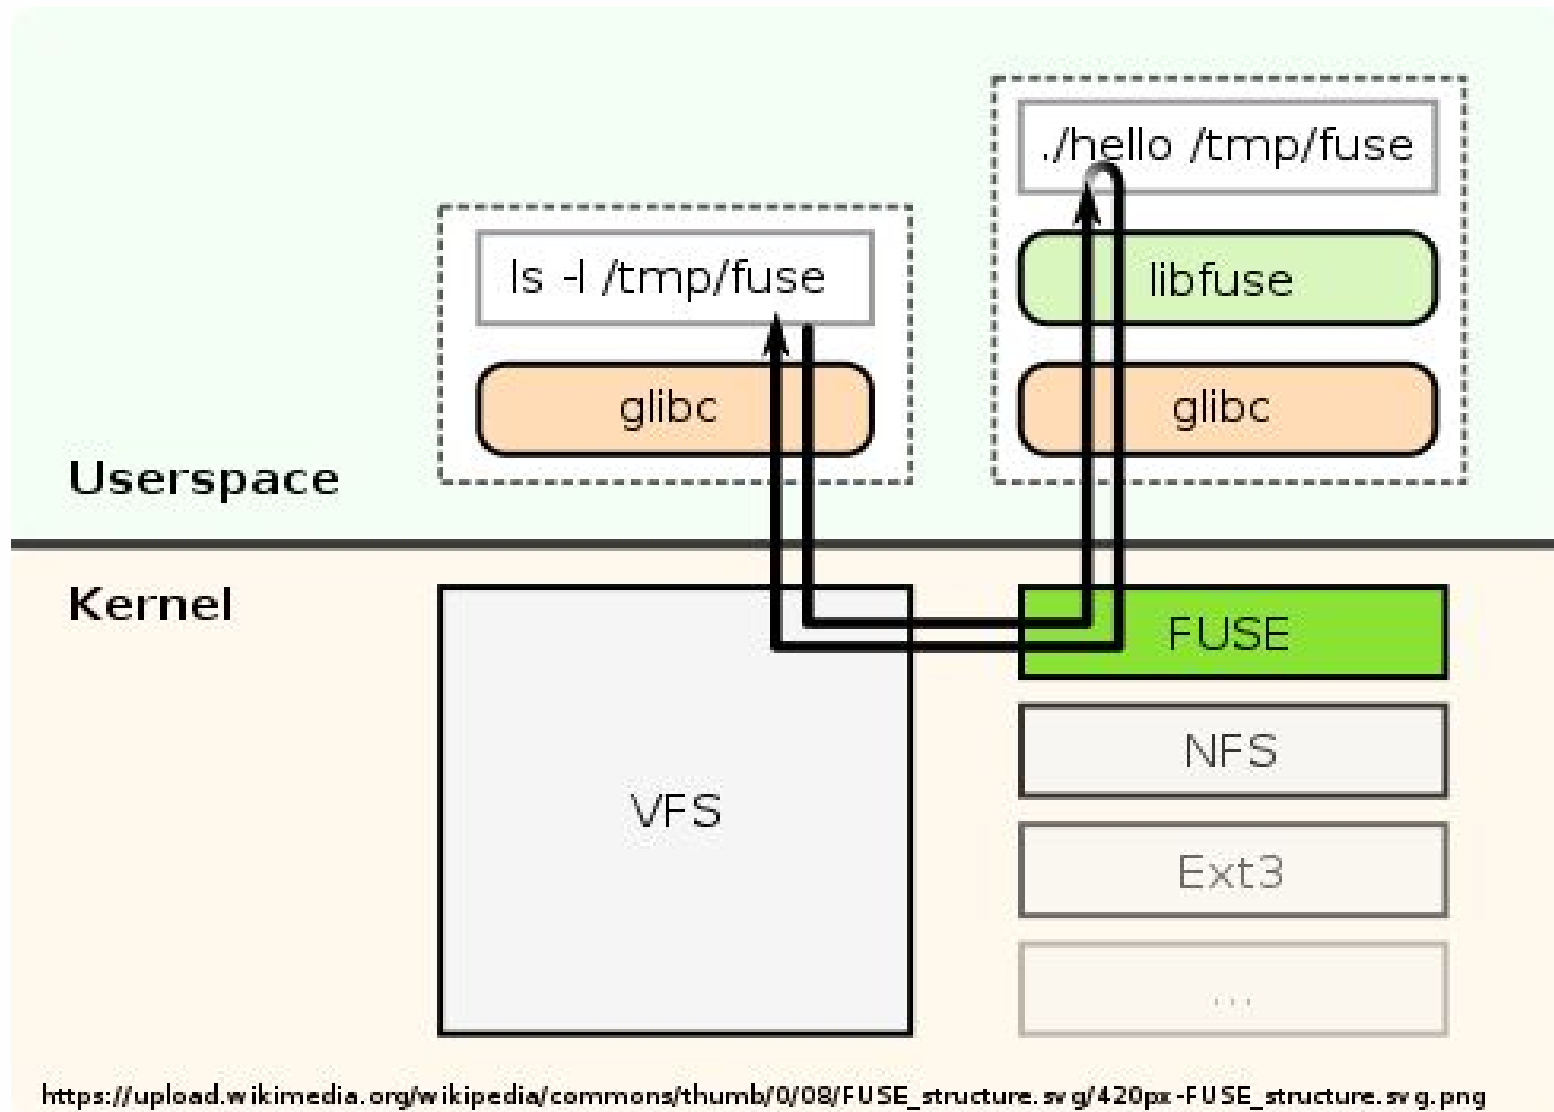 ./hello /tmp/fuse
ls -l /tmp/fuse
libfuse
glibc
glibc
Userspace
Kernel
FUSE
NFS
VFS
Ext3
...
https://upload.wikimedia.org/wikipedia/commons/thumb/0/08/FUSE_structure.svg/420px-FUSE_structure.svg.png